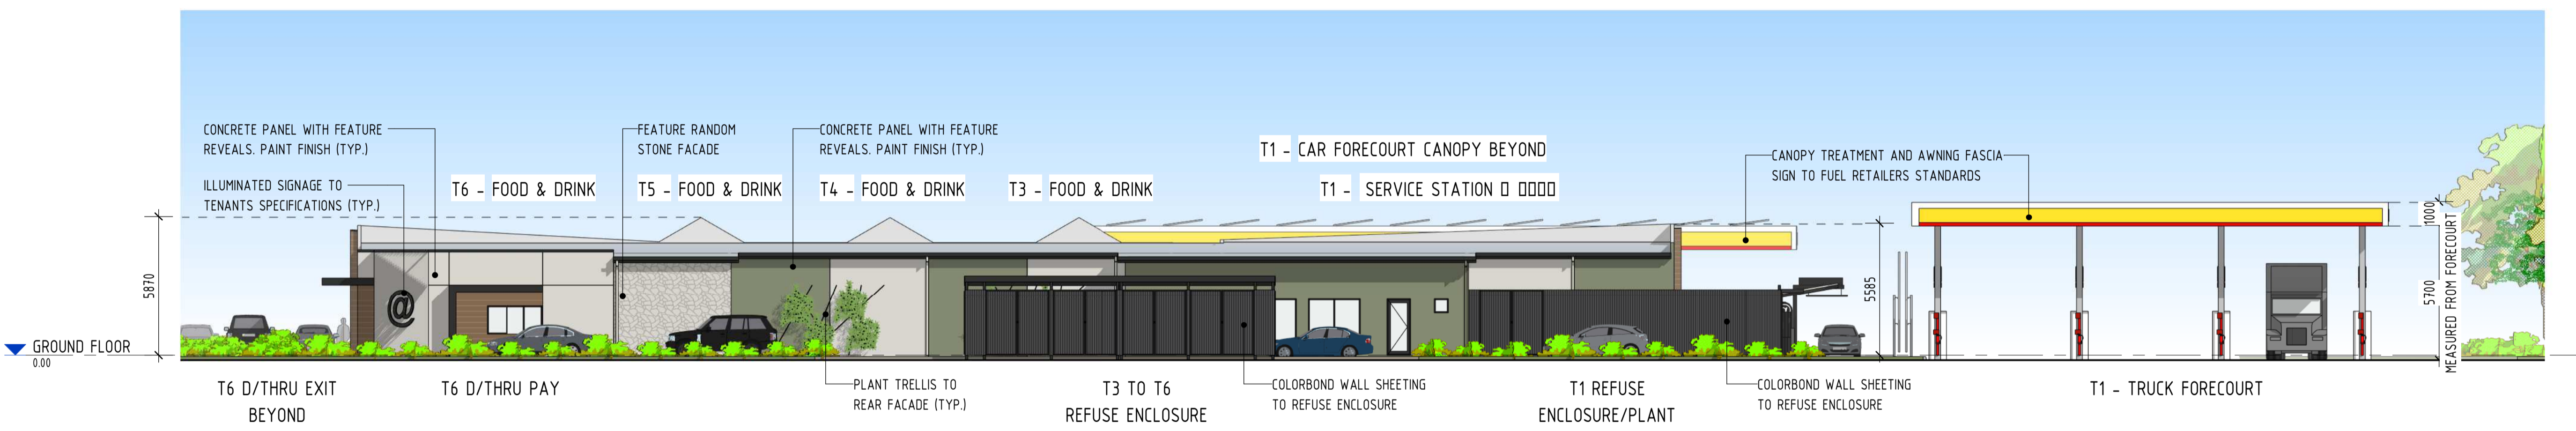 CONCRETE PANEL WITH FEATURE
REVEALS. PAINT FINISH (TYP.)
ILLUMINATED SIGNAGE TO
TENANTS SPECIFICATIONS (TYP.)
T6 - FOOD & DRINK
FEATURE RANDOM
STONE FACADE
T5 - FOOD & DRINK
CONCRETE PANEL WITH FEATURE
REVEALS. PAINT FINISH (TYP.)
T4 - FOOD & DRINK
T3 - FOOD & DRINK
T1 - CAR FORECOURT CANOPY BEYOND
T1 - SERVICE STATION
CANOPY TREATMENT AND AWNING FASCIA
SIGN TO FUEL RETAILERS STANDARDS
5870
@
5585
1000
5700
MEASURED FROM FORECOURT
GROUND FLOOR
0.00
T6 D/THRU EXIT
BEYOND
T6 D/THRU PAY
PLANT TRELLIS TO
REAR FACADE (TYP.)
T3 TO T6
REFUSE ENCLOSURE
COLORBOND WALL SHEETING
TO REFUSE ENCLOSURE
T1 REFUSE
ENCLOSURE/PLANT
COLORBOND WALL SHEETING
TO REFUSE ENCLOSURE
T1 - TRUCK FORECOURT